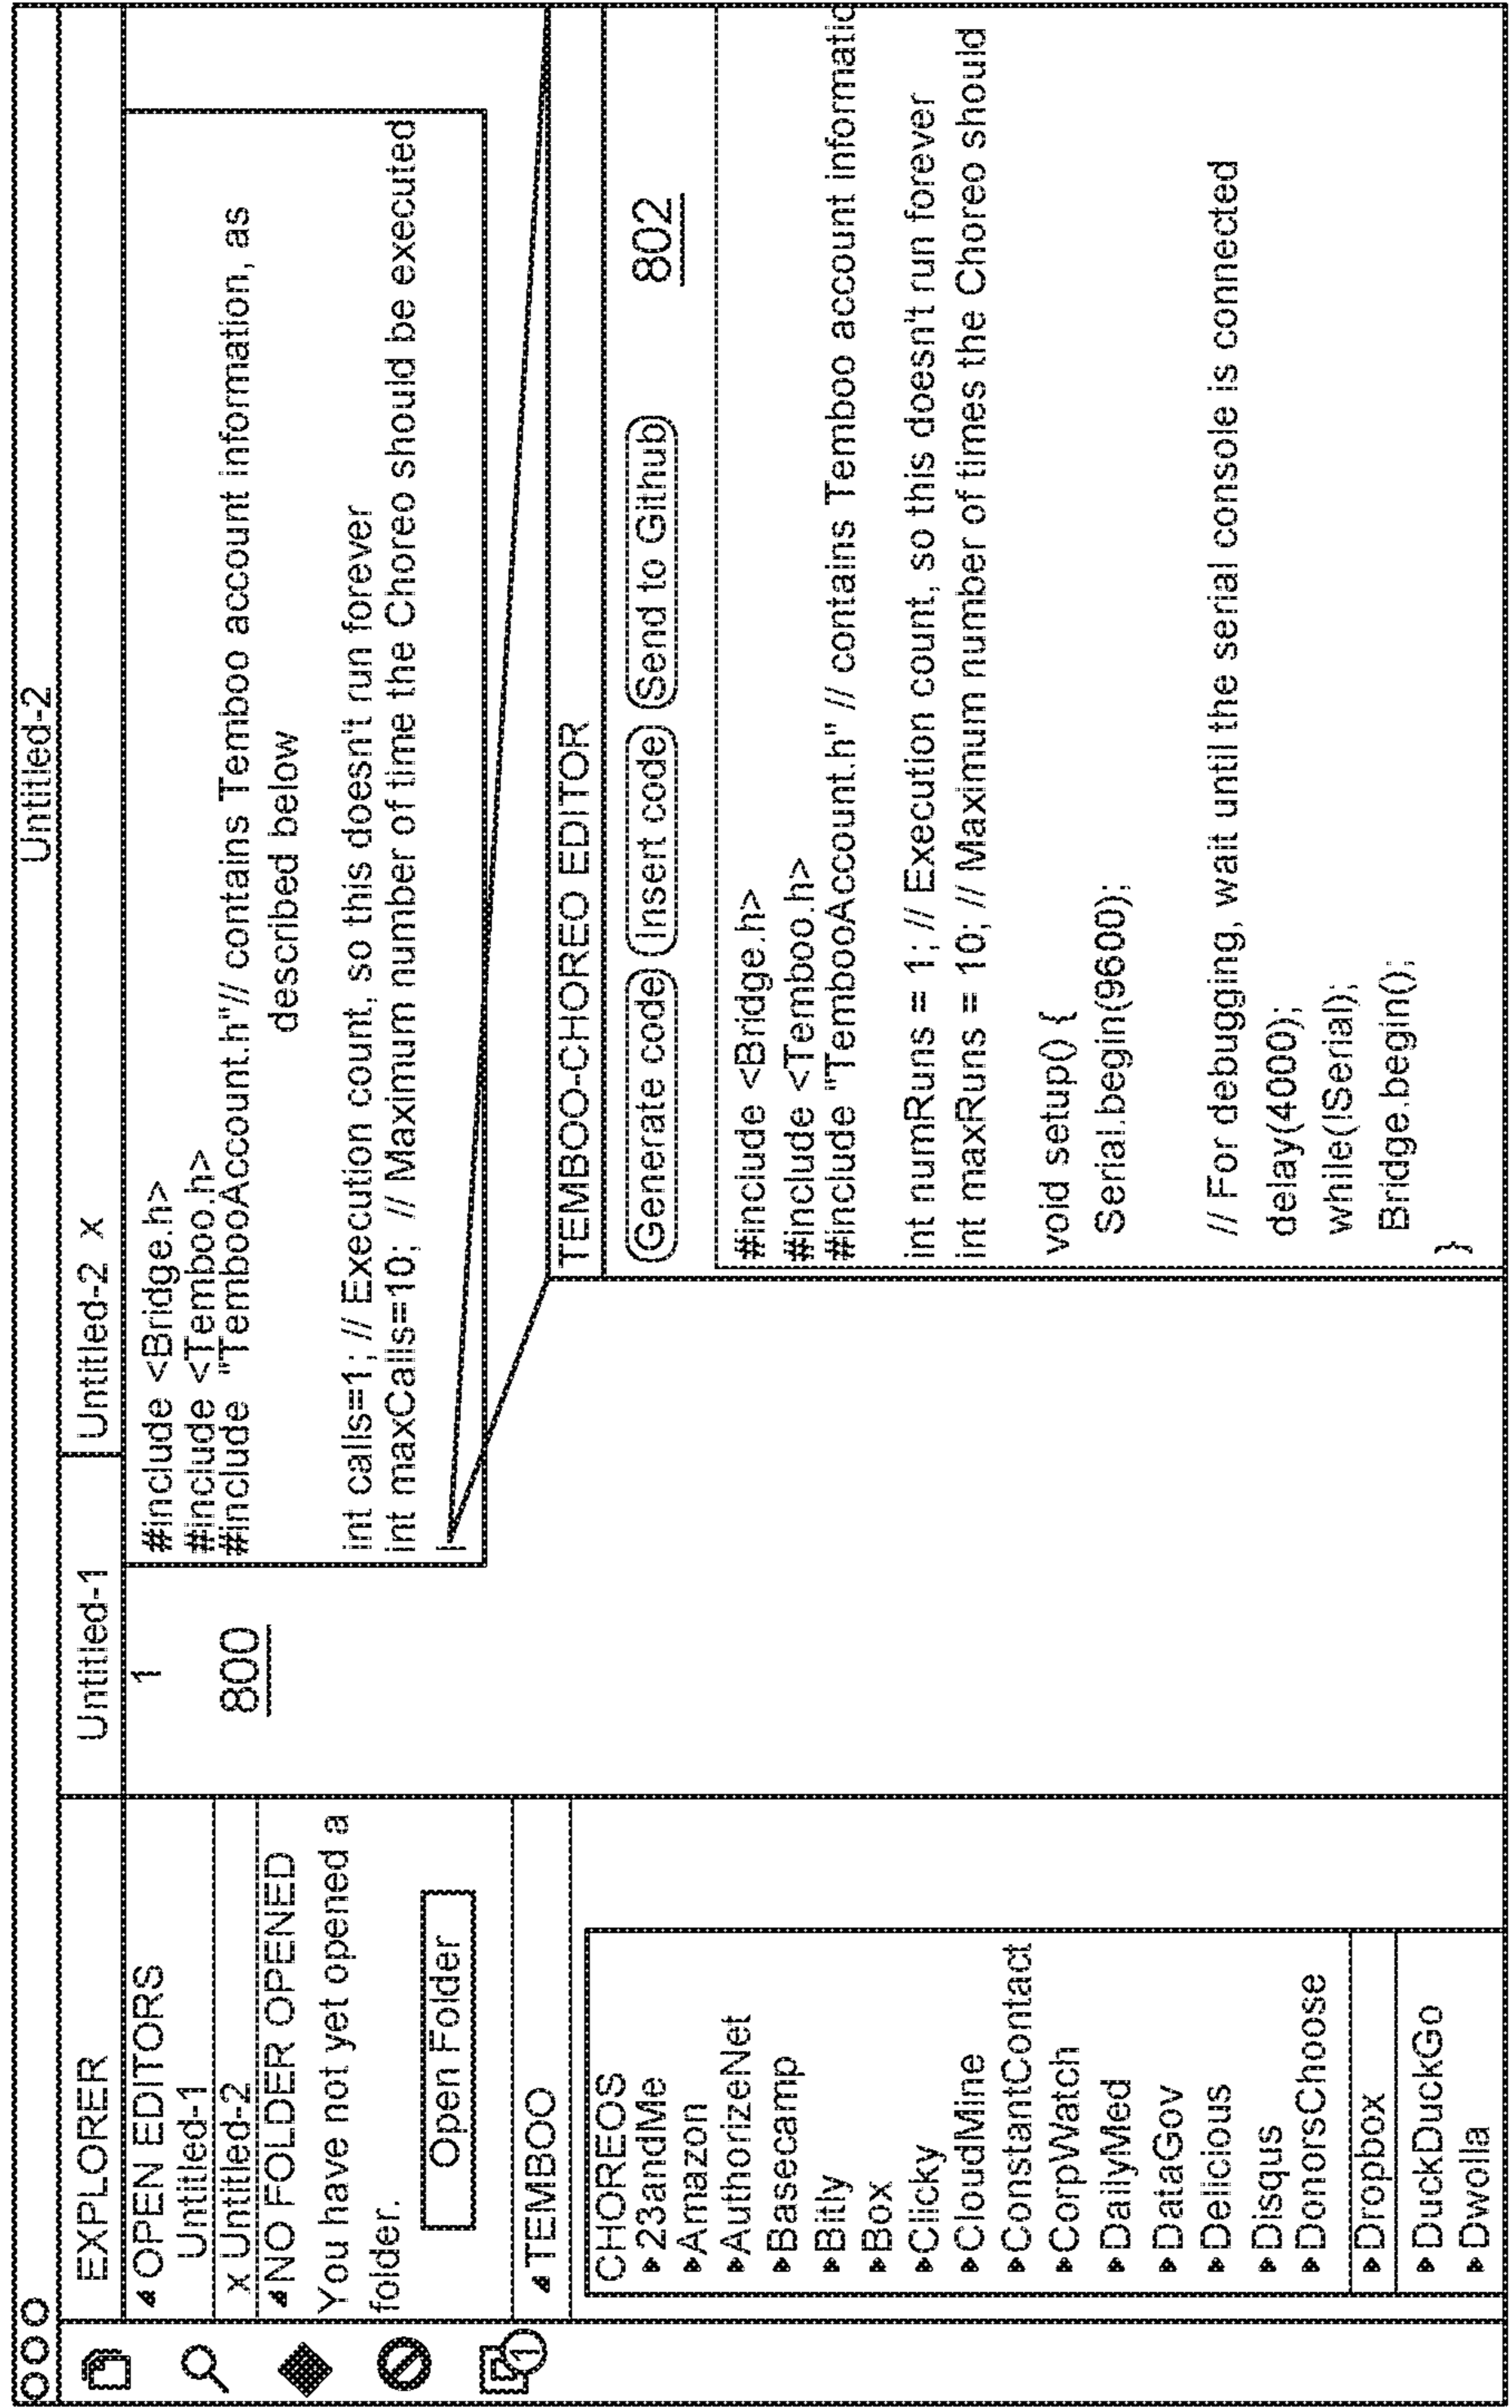 Untitled-2
EXPLORER
OPEN EDITORS
Untitled-1
x Untitled-2
NO FOLDER OPENED
You have not yet opened a
folder.
Open Folder
TEMBOO
CHOREOS
23andMe
Amazon
AuthorizeNet
Basecamp
Bitly
Box
Clicky
CloudMine
ConstantContact
CorpWatch
DailyMed
DataGov
Delicious
Disqus
DonorsChoose
Dropbox
DuckDuckGo
Dwolla
1
Untitled-1
Untitled-2 x
1
800
#include <Bridge.h>
#include <Temboo.h>
#include "TembooAccount.h"// contains Temboo account information, as
described below
int calls=1; // Execution count, so this doesn't run forever
int maxCalls=10; // Maximum number of time the Choreo should be executed
TEMBOO-CHOREO EDITOR
Generate code Insert code Send to Github 802
#include <Bridge.h>
#include <Temboo.h>
#include "TembooAccount.h" // contains Temboo account informatic
int numRuns = 1; // Execution count, so this doesn't run forever
int maxRuns = 10; // Maximum number of times the Choreo should
void setup() {
Serial.begin(9600);
// For debugging, wait until the serial console is connected
delay(4000);
while(!Serial);
Bridge.begin();
}